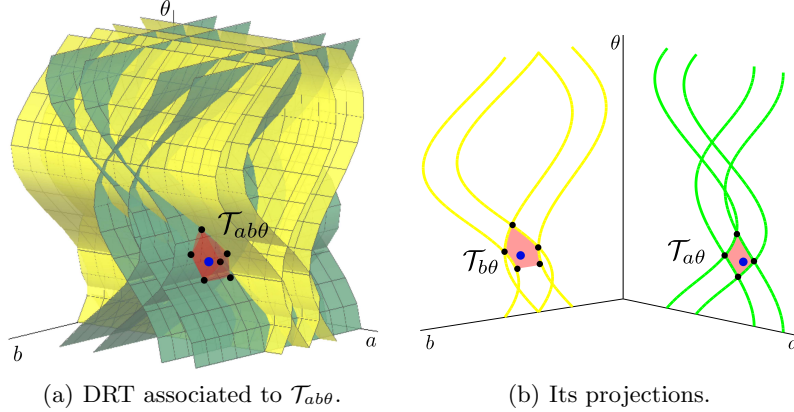 θ
𝒯abθ
b
a
(a) DRT associated to 𝒯abθ.
θ
𝒯bθ
𝒯aθ
b
a
(b) Its projections.